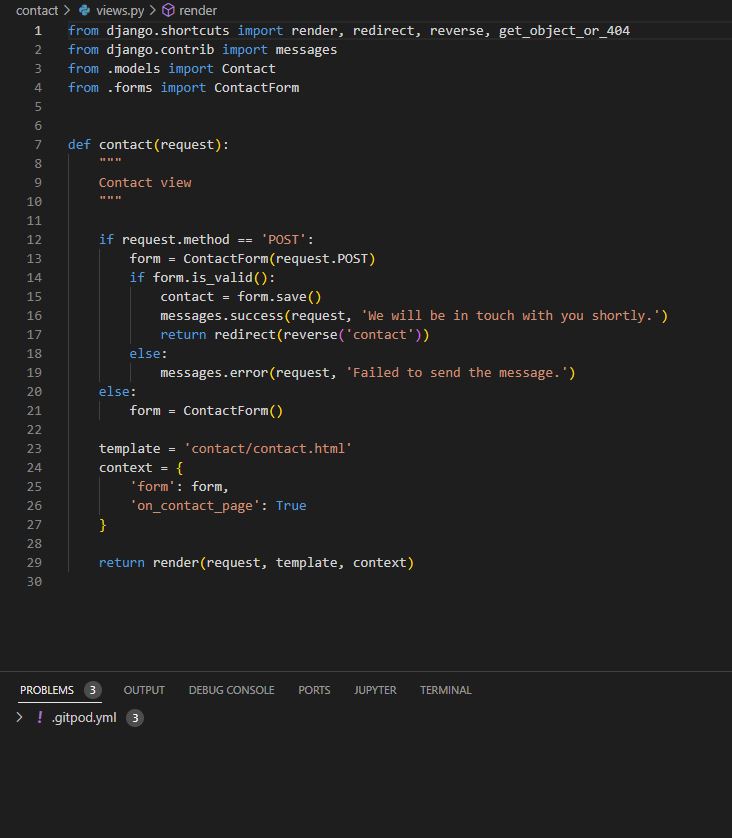 contact > views.py > render
1 from django.shortcuts import render, redirect, reverse, get_object_or_404
2 from django.contrib import messages
3 from .models import Contact
4 from .forms import ContactForm
5
6
7 def contact(request):
8     """
9     Contact view
10     """
11
12     if request.method == 'POST':
13         form = ContactForm(request.POST)
14         if form.is_valid():
15             contact = form.save()
16             messages.success(request, 'We will be in touch with you shortly.')
17             return redirect(reverse('contact'))
18         else:
19             messages.error(request, 'Failed to send the message.')
20     else:
21         form = ContactForm()
22
23     template = 'contact/contact.html'
24     context = {
25         'form': form,
26         'on_contact_page': True
27     }
28
29     return render(request, template, context)
30
PROBLEMS 3 OUTPUT DEBUG CONSOLE PORTS JUPYTER TERMINAL
> ! .gitpod.yml 3